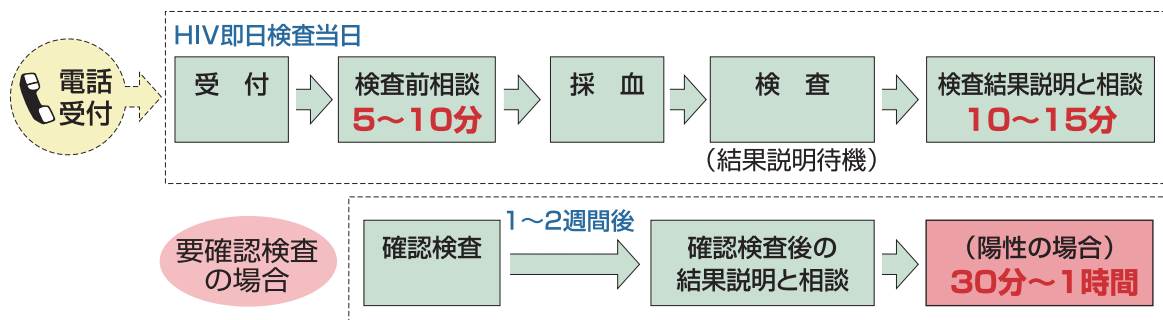 HIV即日検査当日
電話
受付
受　付
検査前相談
5〜10分
採　血
検　査
（結果説明待機）
検査結果説明と相談
10〜15分
要確認検査
の場合
確認検査
1〜2週間後
確認検査後の
結果説明と相談
（陽性の場合）
30分〜1時間